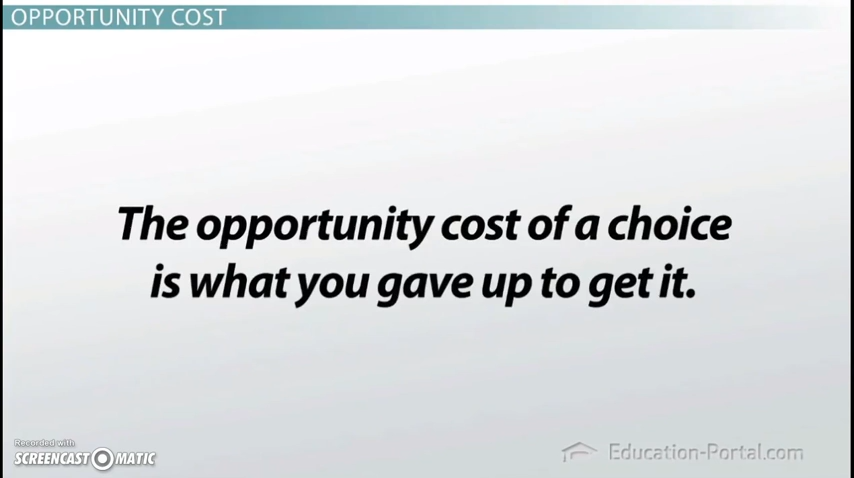 OPPORTUNITY COST
The opportunity cost of a choice
is what you gave up to get it.
Recorded with
SCREENCAST-O-MATIC
Education-Portal.com